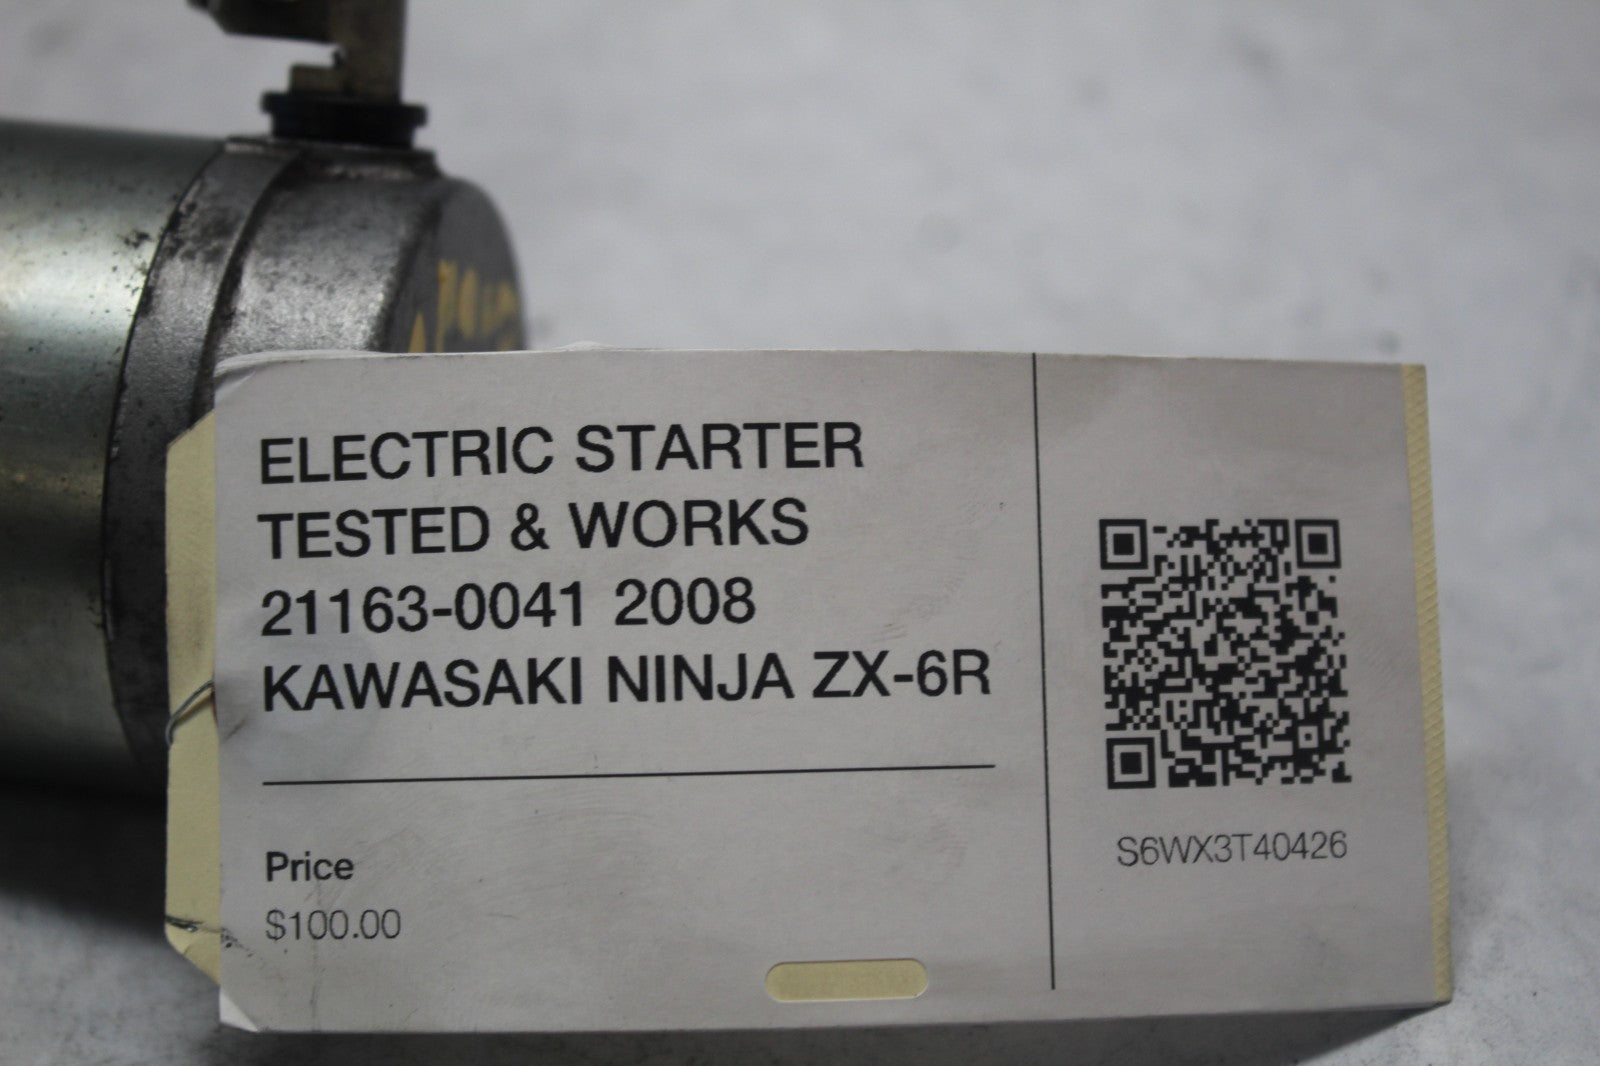 ELECTRIC STARTER
TESTED & WORKS
21163-0041 2008
KAWASAKI NINJA ZX-6R
Price
$100.00
S6WX3T40426